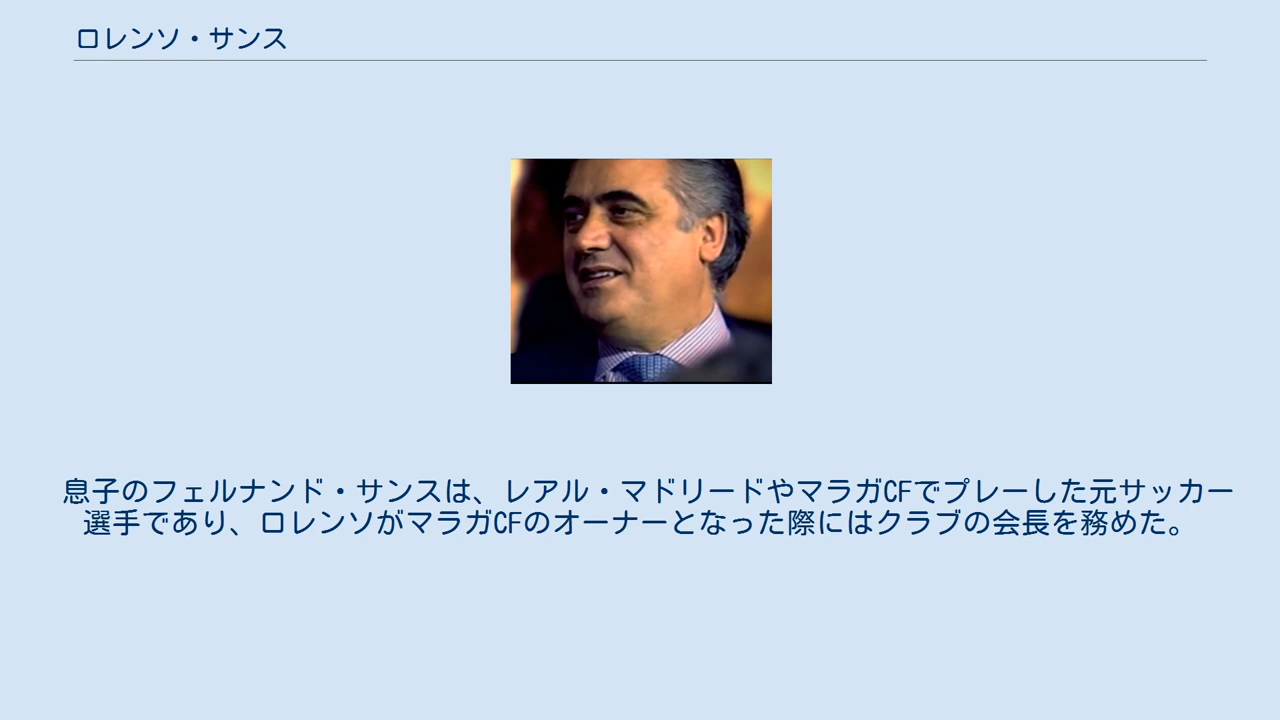 ロレンソ・サンス
息子のフェルナンド・サンスは、レアル・マドリードやマラガCFでプレーした元サッカー
選手であり、ロレンソがマラガCFのオーナーとなった際にはクラブの会長を務めた。